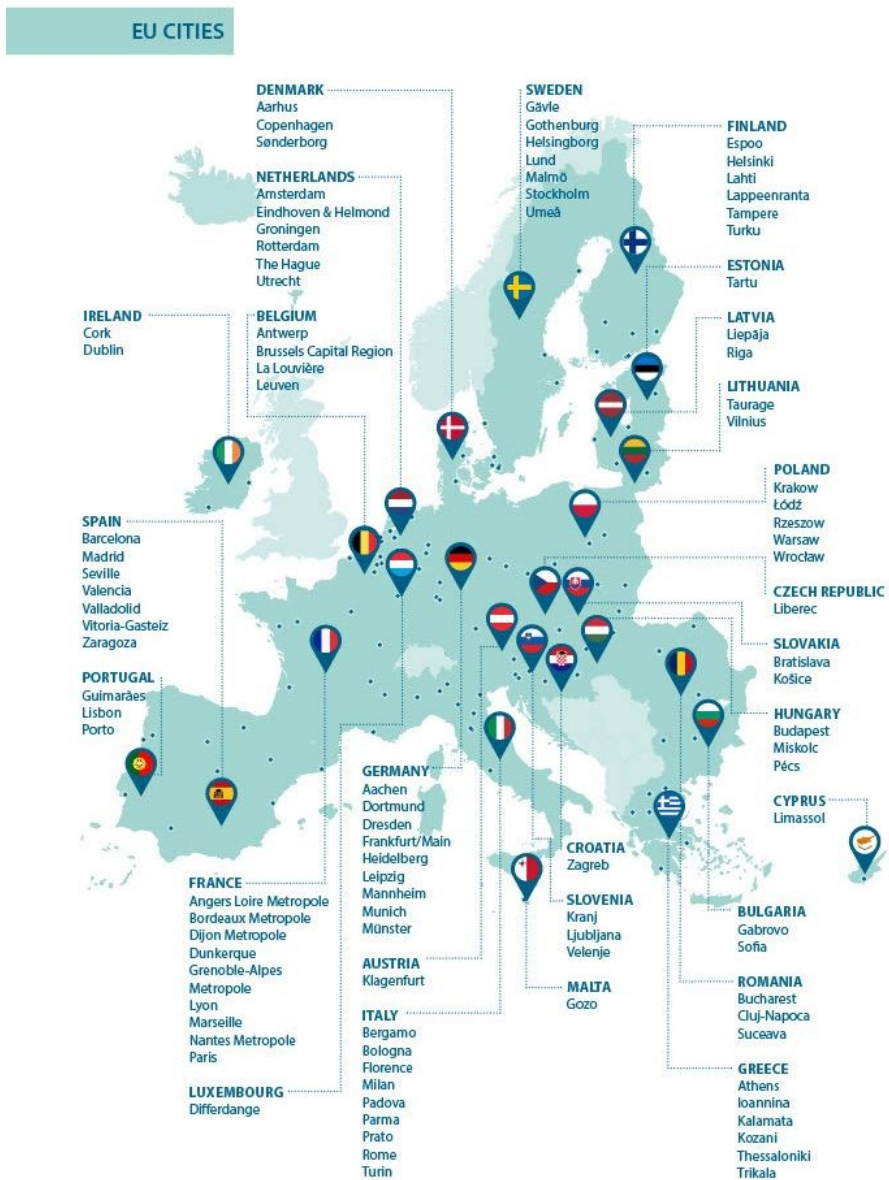 EU CITIES
DENMARK
Aarhus
Copenhagen
Sønderborg
SWEDEN
Gävle
Gothenburg
Helsingborg
Lund
Malmö
Stockholm
Umeå
FINLAND
Espoo
Helsinki
Lahti
Lappeenranta
Tampere
Turku
NETHERLANDS
Amsterdam
Eindhoven & Helmond
Groningen
Rotterdam
The Hague
Utrecht
ESTONIA
Tartu
IRELAND
Cork
Dublin
BELGIUM
Antwerp
Brussels Capital Region
La Louvière
Leuven
LATVIA
Liepāja
Riga
LITHUANIA
Taurage
Vilnius
POLAND
Krakow
Łódź
Rzeszow
Warsaw
Wrocław
SPAIN
Barcelona
Madrid
Seville
Valencia
Valladolid
Vitoria-Gasteiz
Zaragoza
CZECH REPUBLIC
Liberec
SLOVAKIA
Bratislava
Košice
PORTUGAL
Guimarães
Lisbon
Porto
HUNGARY
Budapest
Miskolc
Pécs
GERMANY
Aachen
Dortmund
Dresden
Frankfurt/Main
Heidelberg
Leipzig
Mannheim
Munich
Münster
CYPRUS
Limassol
CROATIA
Zagreb
FRANCE
Angers Loire Metropole
Bordeaux Metropole
Dijon Metropole
Dunkerque
Grenoble-Alpes
Metropole
Lyon
Marseille
Nantes Metropole
Paris
SLOVENIA
Kranj
Ljubljana
Velenje
BULGARIA
Gabrovo
Sofia
AUSTRIA
Klagenfurt
MALTA
Gozo
ROMANIA
Bucharest
Cluj-Napoca
Suceava
ITALY
Bergamo
Bologna
Florence
Milan
Padova
Parma
Prato
Rome
Turin
LUXEMBOURG
Differdange
GREECE
Athens
Ioannina
Kalamata
Kozani
Thessaloniki
Trikala